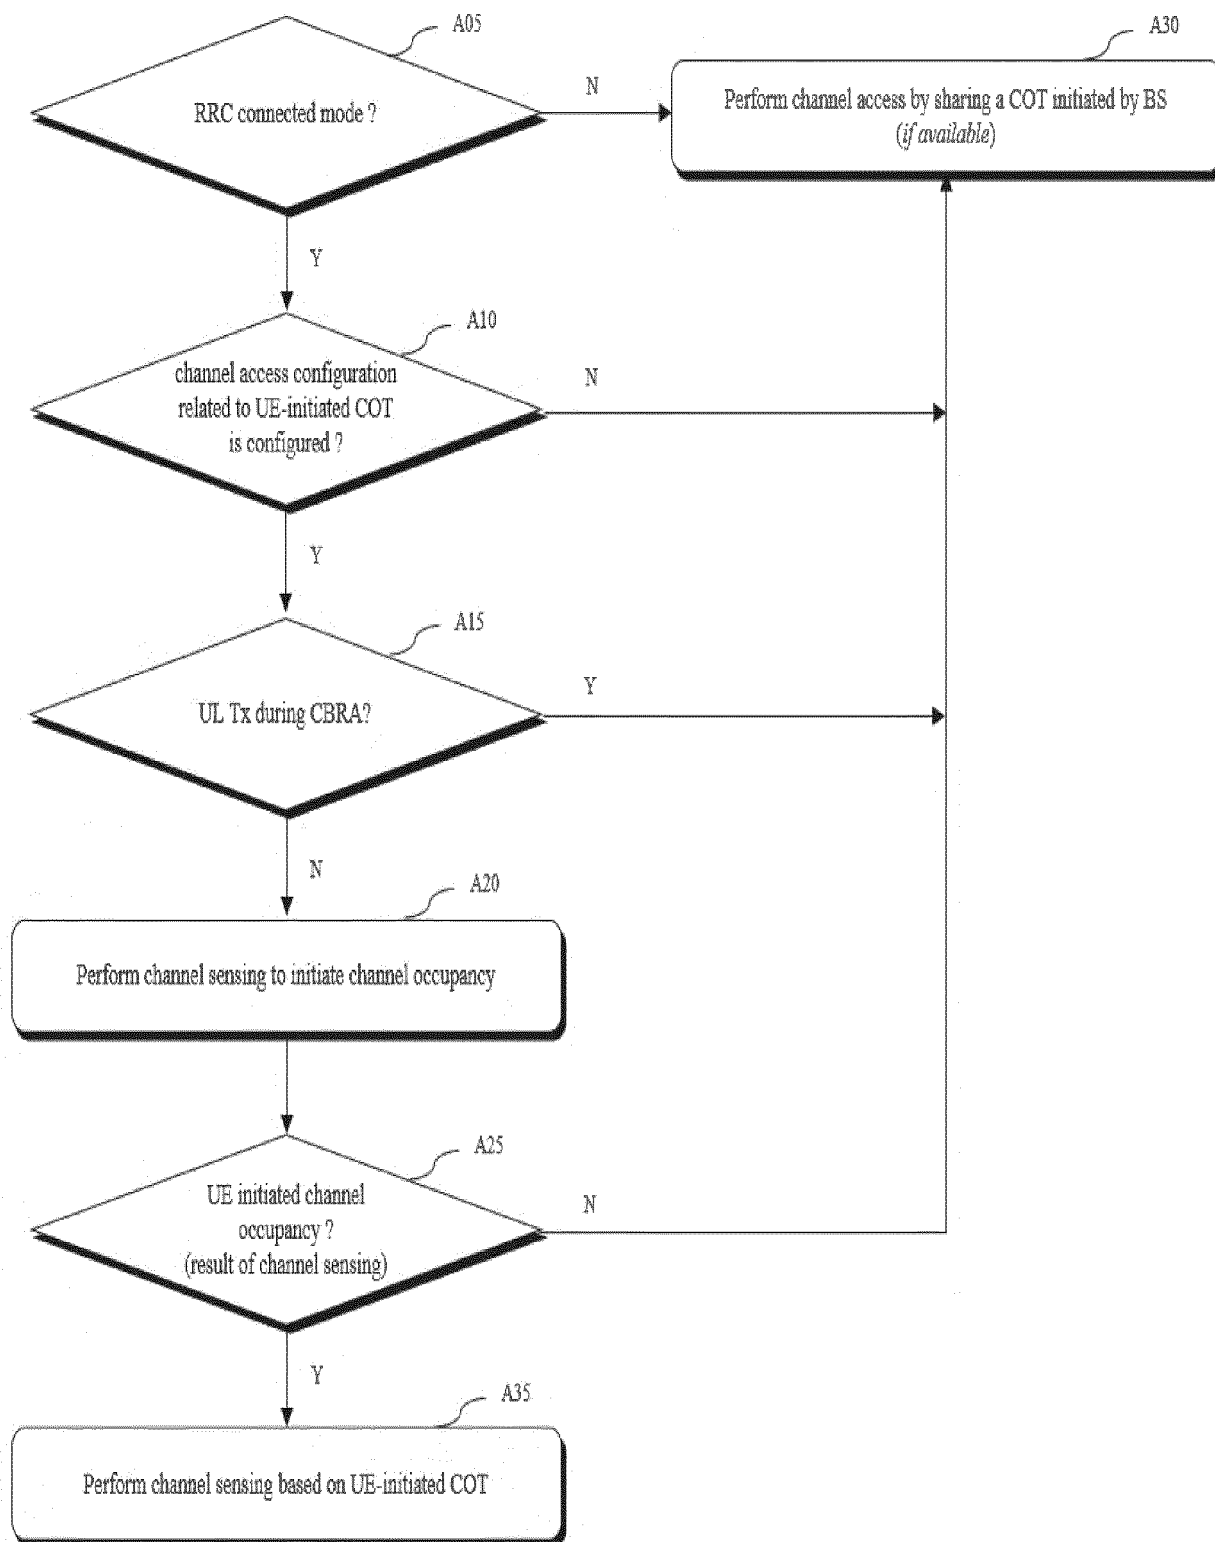 A05
RRC connected mode ?
N
A30
Perform channel access by sharing a COT initiated by BS
(if available)
Y
A10
channel access configuration
related to UE-initiated COT
is configured ?
N
Y
A15
UL Tx during CBRA?
Y
N
A20
Perform channel sensing to initiate channel occupancy
A25
UE initiated channel
occupancy ?
(result of channel sensing)
N
Y
A35
Perform channel sensing based on UE-initiated COT